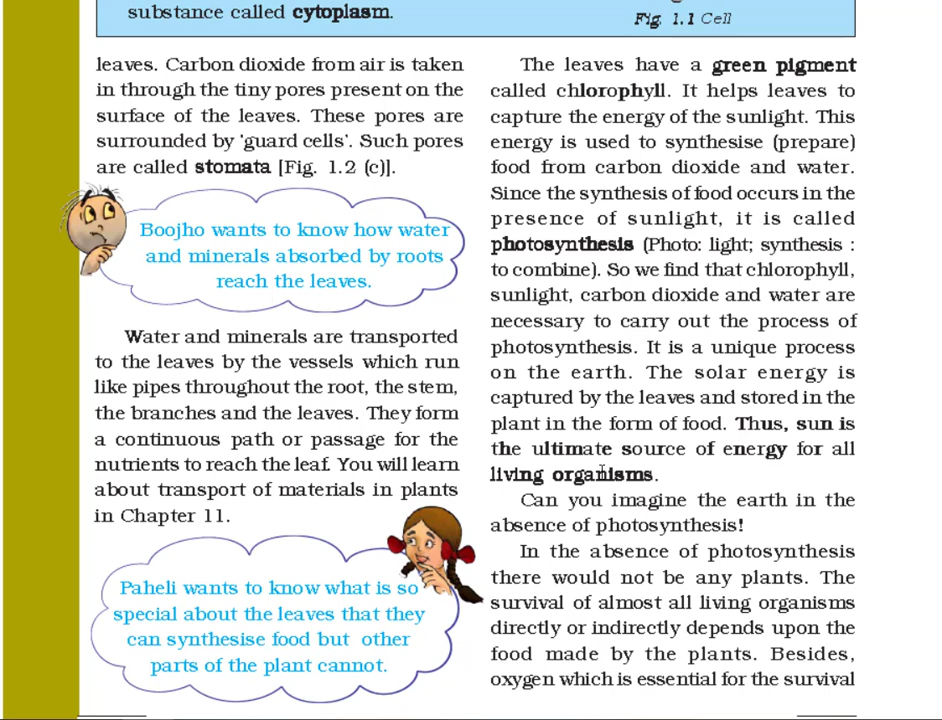 substance called cytoplasm.
Fig. 1.1 Cell
leaves. Carbon dioxide from air is taken
in through the tiny pores present on the
surface of the leaves. These pores are
surrounded by 'guard cells'. Such pores
are called stomata [Fig. 1.2 (c)].
Boojho wants to know how water
and minerals absorbed by roots
reach the leaves.
Water and minerals are transported
to the leaves by the vessels which run
like pipes throughout the root, the stem,
the branches and the leaves. They form
a continuous path or passage for the
nutrients to reach the leaf. You will learn
about transport of materials in plants
in Chapter 11.
Paheli wants to know what is so
special about the leaves that they
can synthesise food but other
parts of the plant cannot.
The leaves have a green pigment
called chlorophyll. It helps leaves to
capture the energy of the sunlight. This
energy is used to synthesise (prepare)
food from carbon dioxide and water.
Since the synthesis of food occurs in the
presence of sunlight, it is called
photosynthesis (Photo: light; synthesis :
to combine). So we find that chlorophyll,
sunlight, carbon dioxide and water are
necessary to carry out the process of
photosynthesis. It is a unique process
on the earth. The solar energy is
captured by the leaves and stored in the
plant in the form of food. Thus, sun is
the ultimate source of energy for all
living organisms.
Can you imagine the earth in the
absence of photosynthesis!
In the absence of photosynthesis
there would not be any plants. The
survival of almost all living organisms
directly or indirectly depends upon the
food made by the plants. Besides,
oxygen which is essential for the survival